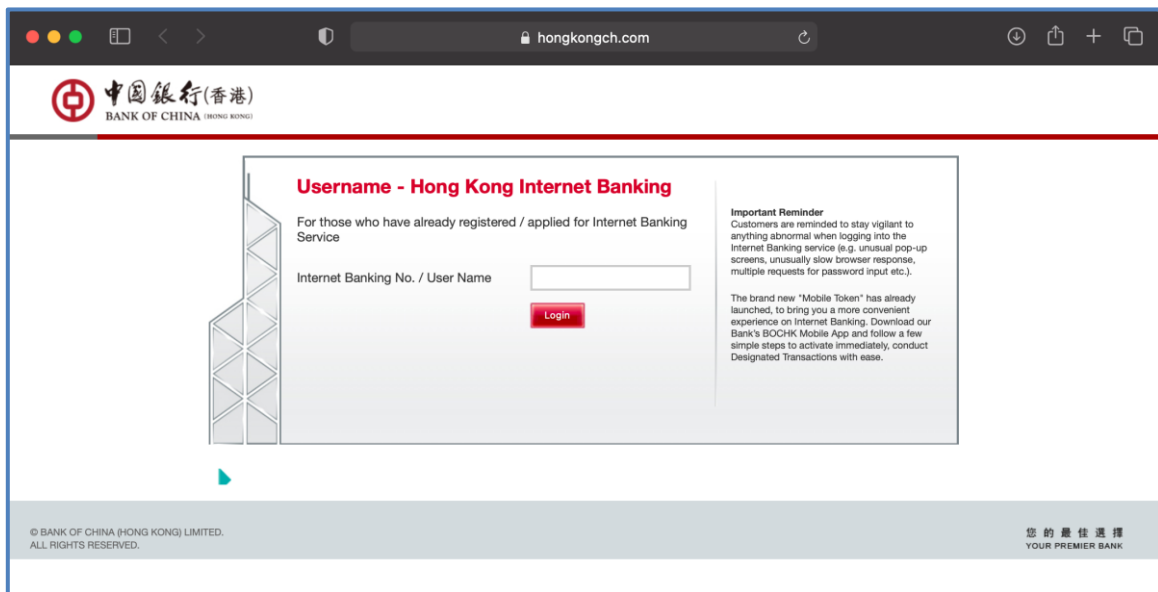 hongkongch.com
中国銀行(香港)
BANK OF CHINA (HONG KONG)
Username - Hong Kong Internet Banking
For those who have already registered / applied for Internet Banking
Service
Internet Banking No. / User Name
Login
Important Reminder
Customers are reminded to stay vigilant to
anything abnormal when logging into the
Internet Banking service (e.g. unusual pop-up
screens, unusually slow browser response,
multiple requests for password input etc.).
The brand new "Mobile Token" has already
launched, to bring you a more convenient
experience on Internet Banking. Download our
Bank's BOCHK Mobile App and follow a few
simple steps to activate immediately, conduct
Designated Transactions with ease.
© BANK OF CHINA (HONG KONG) LIMITED.
ALL RIGHTS RESERVED.
您的最佳選擇
YOUR PREMIER BANK